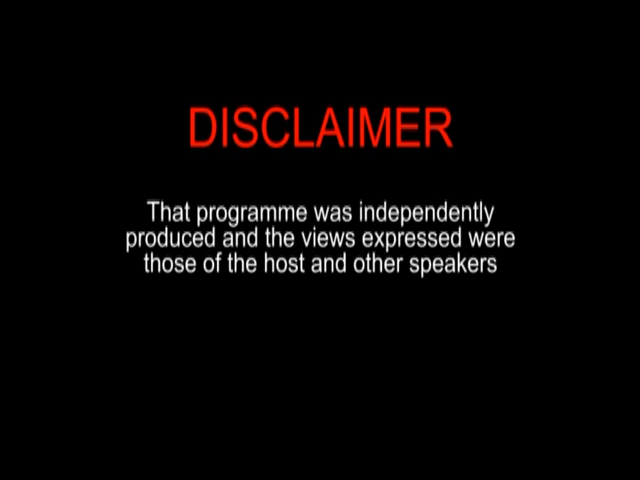 DISCLAIMER
That programme was independently
produced and the views expressed were
those of the host and other speakers